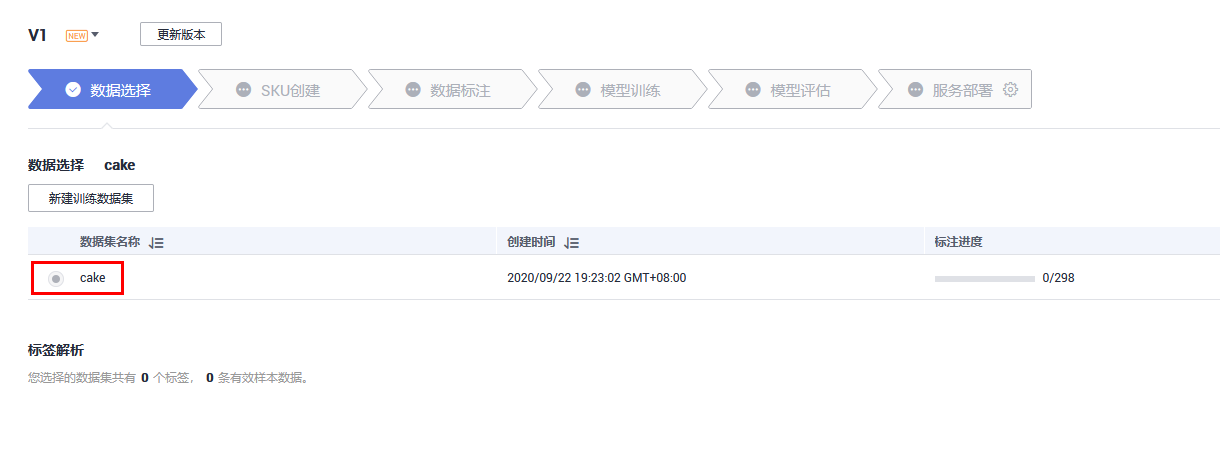 V1 NEW 更新版本
数据选择 SKU创建 数据标注 模型训练 模型评估 服务部署
数据选择 cake
新建训练数据集
数据集名称 创建时间 标注进度
cake 2020/09/22 19:23:02 GMT+08:00 0/298
标签解析
您选择的数据集共有 0 个标签， 0 条有效样本数据。